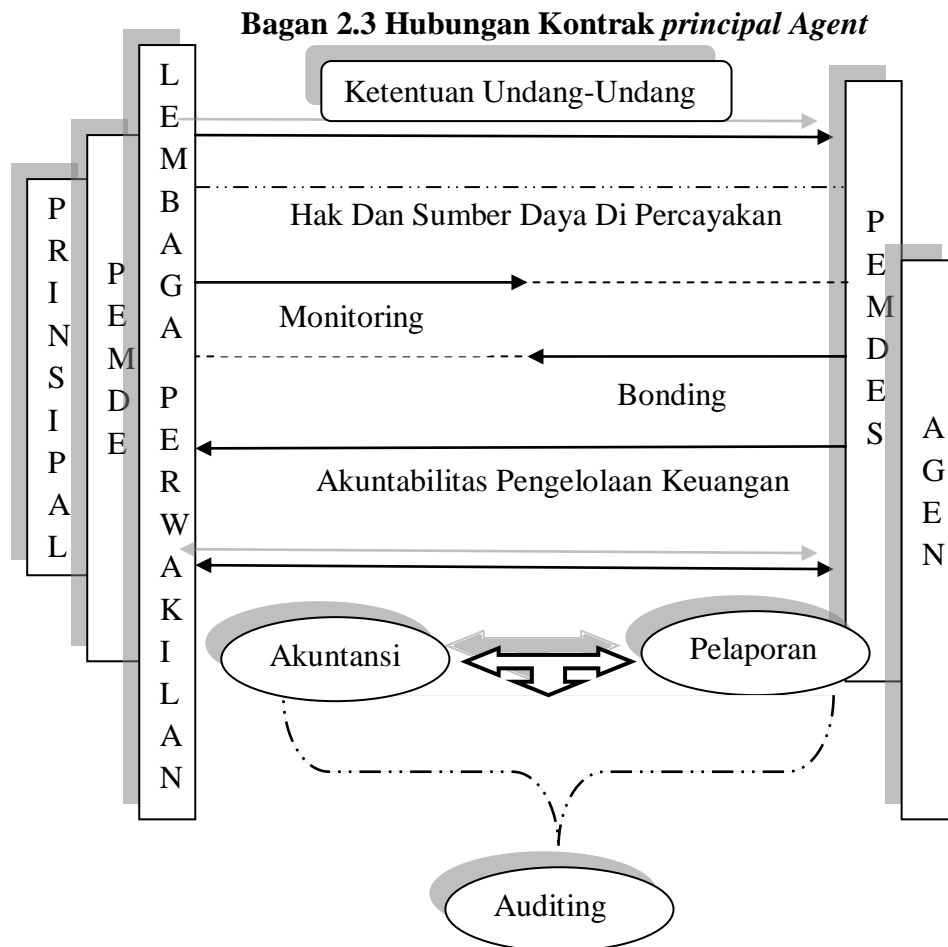 Bagan 2.3 Hubungan Kontrak principal Agent
PRINSIPAL
PEMDE
LEMBAGA PERWAKILAN
Ketentuan Undang-Undang
Hak Dan Sumber Daya Di Percayakan
Monitoring
Bonding
Akuntabilitas Pengelolaan Keuangan
PEMDES
AGEN
Akuntansi
Pelaporan
Auditing